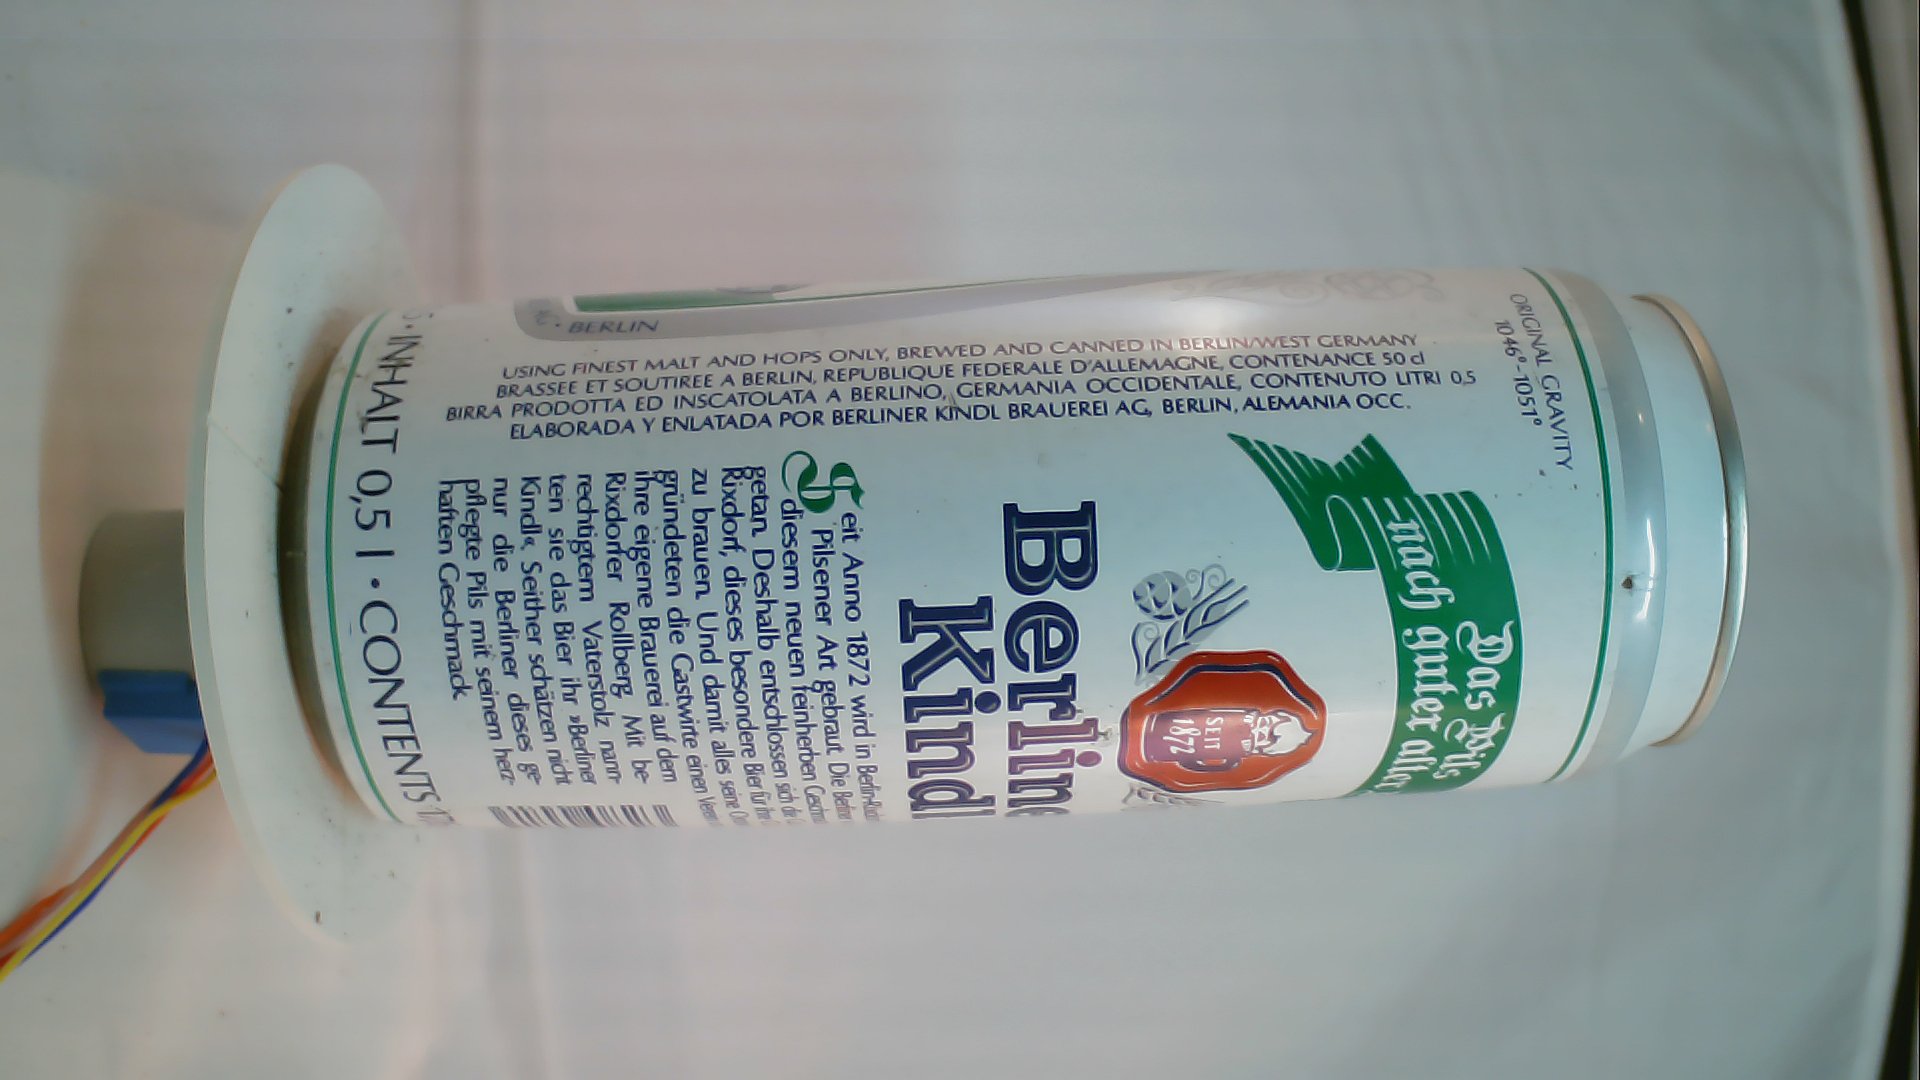 ORIGINAL GRAVITY
1046°-1051°
Das Pils
-nach guter alter
SEIT
1872
Berline
Kindl
Seit Anno 1872 wird in Berlin
Pilsener Art gebraut. Die
diesem neuen feinherben
getan. Deshalb entschlossen sich die
Rixdorf, dieses besondere Bier für
zu brauen. Und damit alles seine
gründeten die Gastwirte einen
ihre eigene Brauerei auf dem
Rixdorfer Rollberg. Mit be-
rechtigtem Vaterstolz nann-
ten sie das Bier ihr »Berliner
Kindl«. Seither schätzen nicht
nur die Berliner dieses ge-
pflegte Pils mit seinem herz-
haften Geschmack.
• INHALT 0,5 l • CONTENTS
• BERLIN
USING FINEST MALT AND HOPS ONLY, BREWED AND CANNED IN BERLIN/WEST GERMANY
BRASSEE ET SOUTIREE A BERLIN, REPUBLIQUE FEDERALE D'ALLEMAGNE, CONTENANCE 50 cl
BIRRA PRODOTTA ED INSCATOLATA A BERLINO, GERMANIA OCCIDENTALE, CONTENUTO LITRI 0,5
ELABORADA Y ENLATADA POR BERLINER KINDL BRAUEREI AG, BERLIN, ALEMANIA OCC.